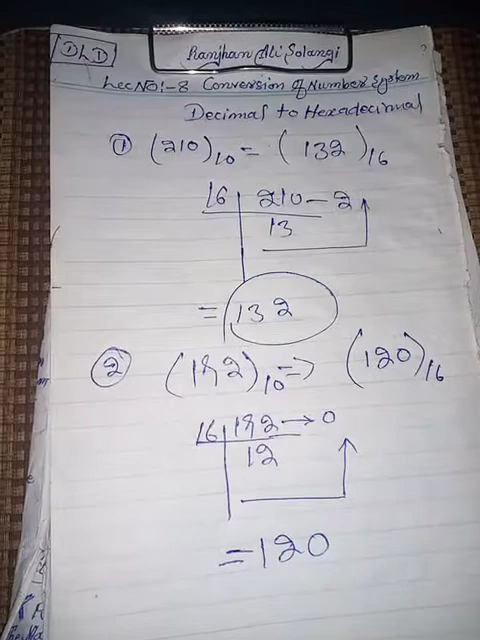 DLD
Ranjhan Ali Solangi
Lec NO:-8 Conversion of Number System
Decimal to Hexadecimal
① (210)₁₀ = (132)₁₆
16 210 - 2
13
= 132
② (192)₁₀ => (120)₁₆
16 192 → 0
12
= 120